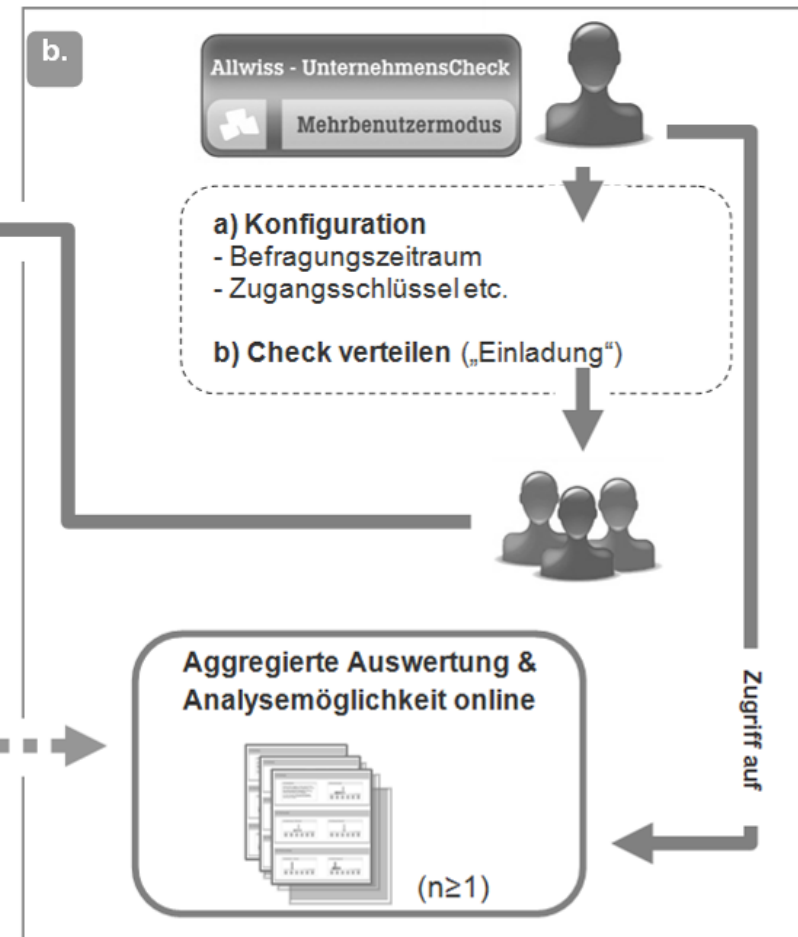 b.
Allwiss - UnternehmensCheck
Mehrbenutzermodus
a) Konfiguration
- Befragungszeitraum
- Zugangsschlüssel etc.
b) Check verteilen („Einladung“)
Aggregierte Auswertung &
Analysemöglichkeit online
(n≥1)
Zugriff auf